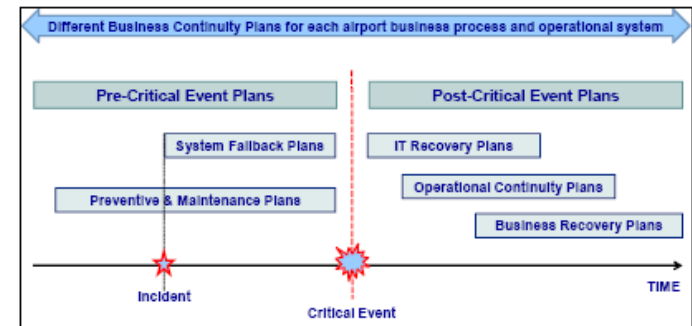 Different Business Continuity Plans for each airport business process and operational system
Pre-Critical Event Plans
Post-Critical Event Plans
System Fallback Plans
IT Recovery Plans
Operational Continuity Plans
Preventive & Maintenance Plans
Business Recovery Plans
TIME
Incident
Critical Event